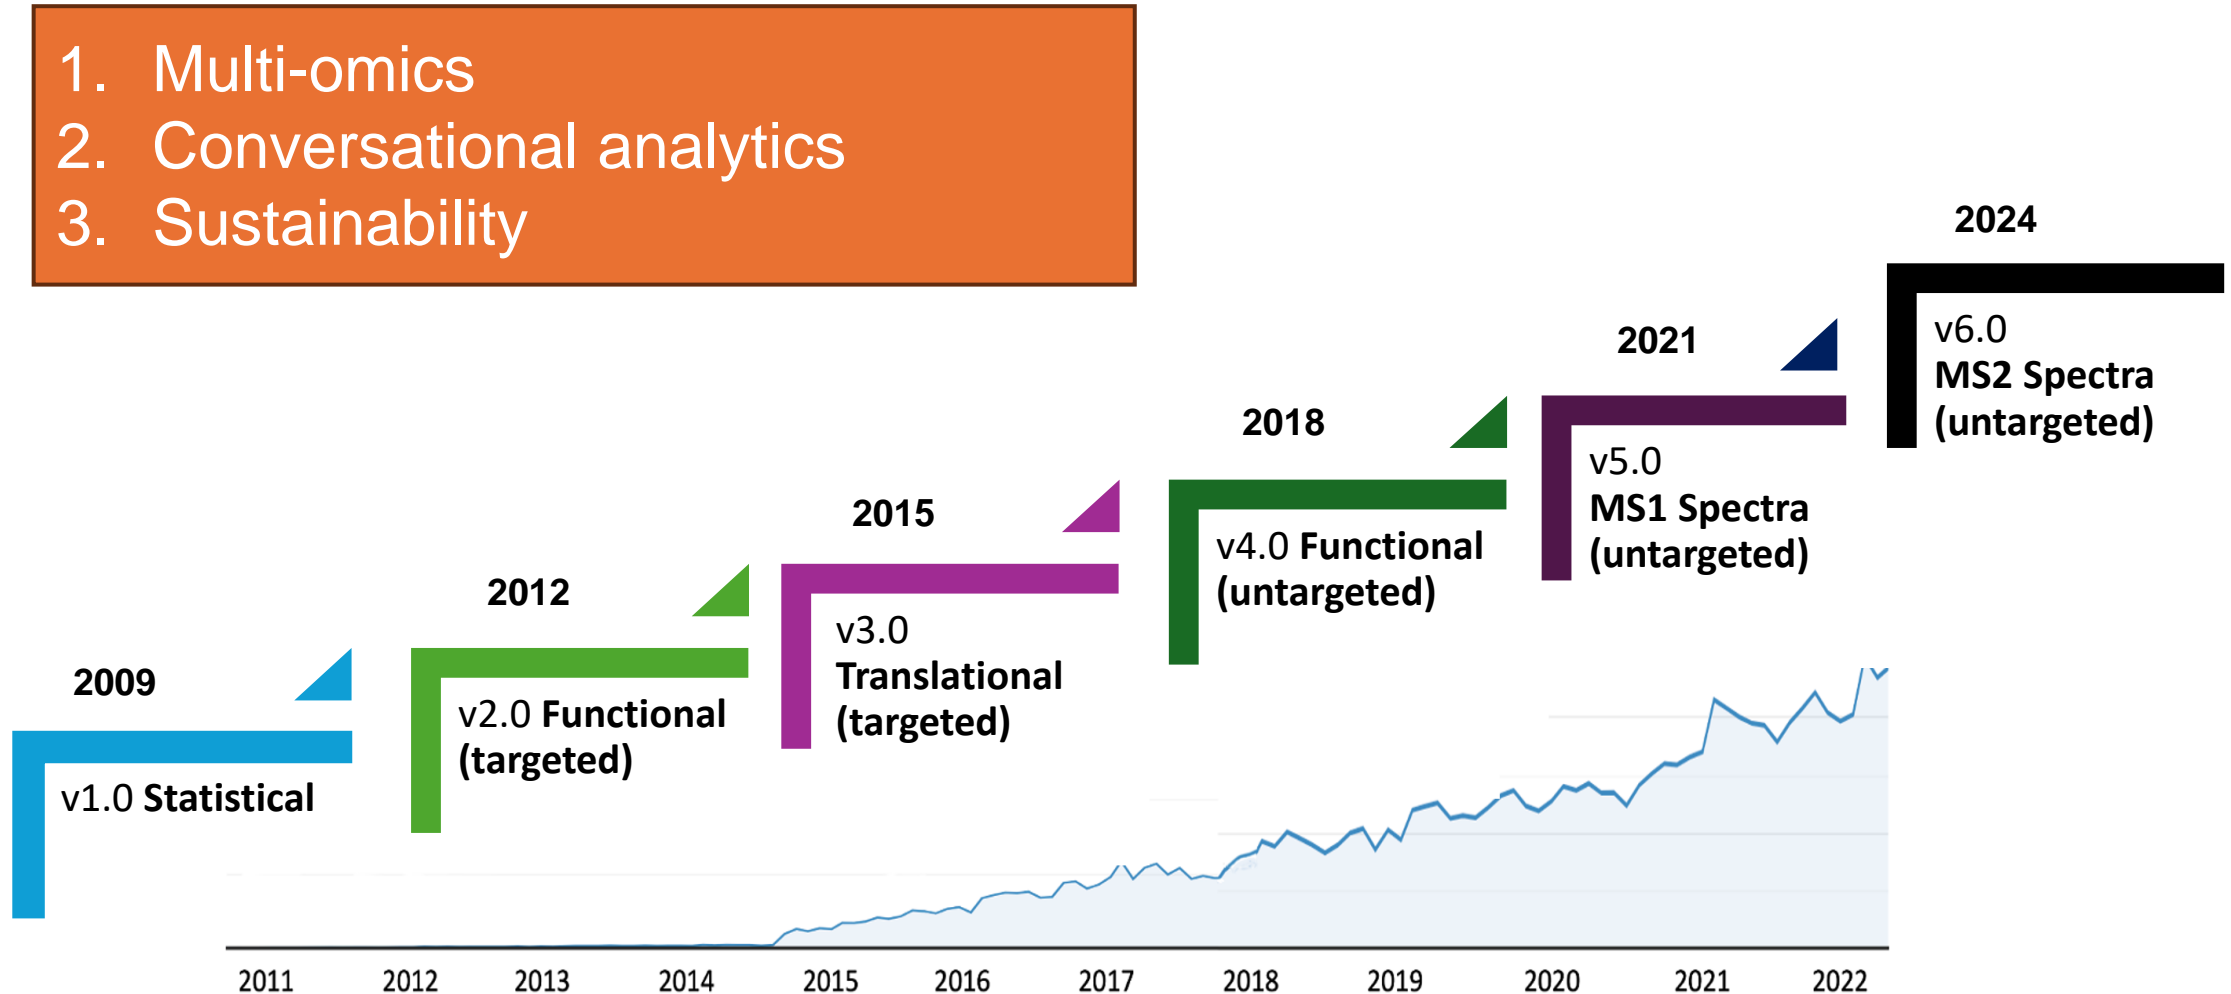 1. Multi-omics
2. Conversational analytics
3. Sustainability
2009
v1.0 Statistical
2012
v2.0 Functional
(targeted)
2015
v3.0
Translational
(targeted)
2018
v4.0 Functional
(untargeted)
2021
v5.0
MS1 Spectra
(untargeted)
2024
v6.0
MS2 Spectra
(untargeted)
2011 2012 2013 2014 2015 2016 2017 2018 2019 2020 2021 2022